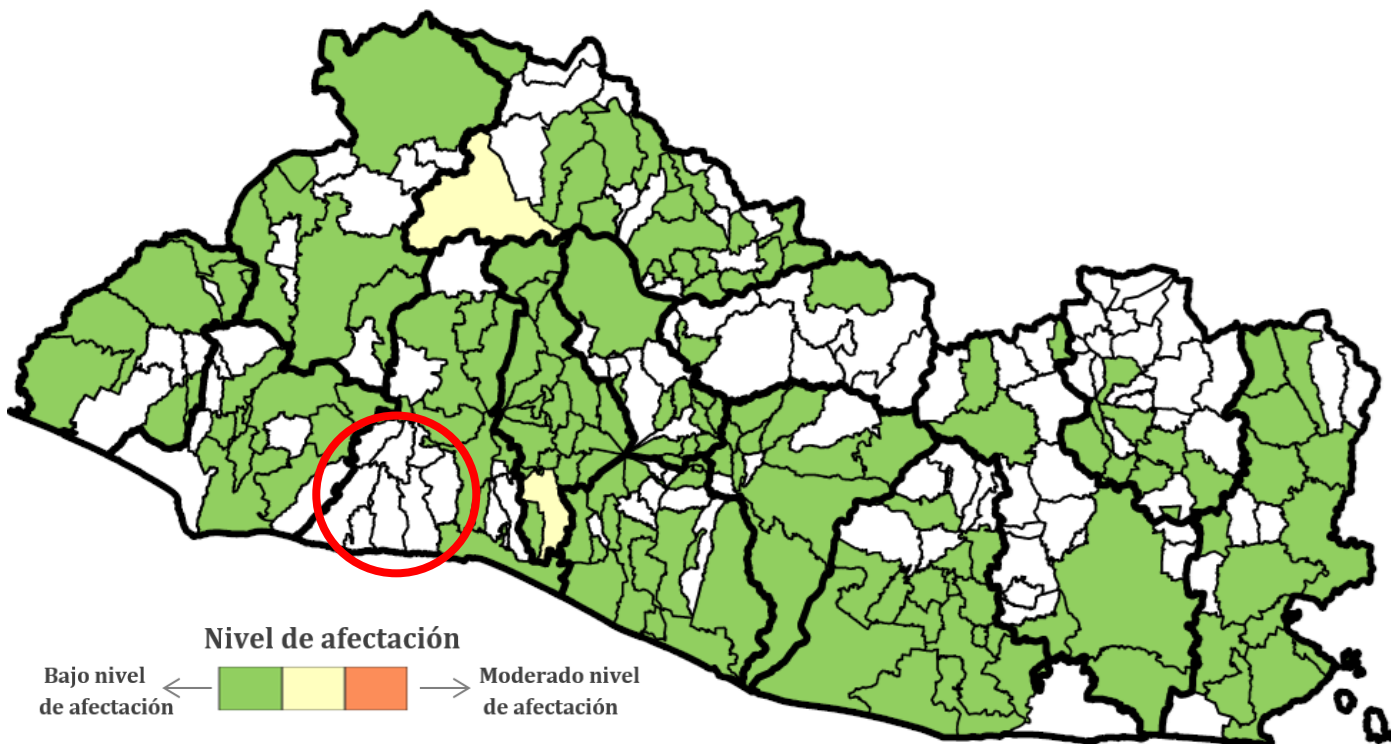 Nivel de afectación
Bajo nivel
de afectación
Moderado nivel
de afectación